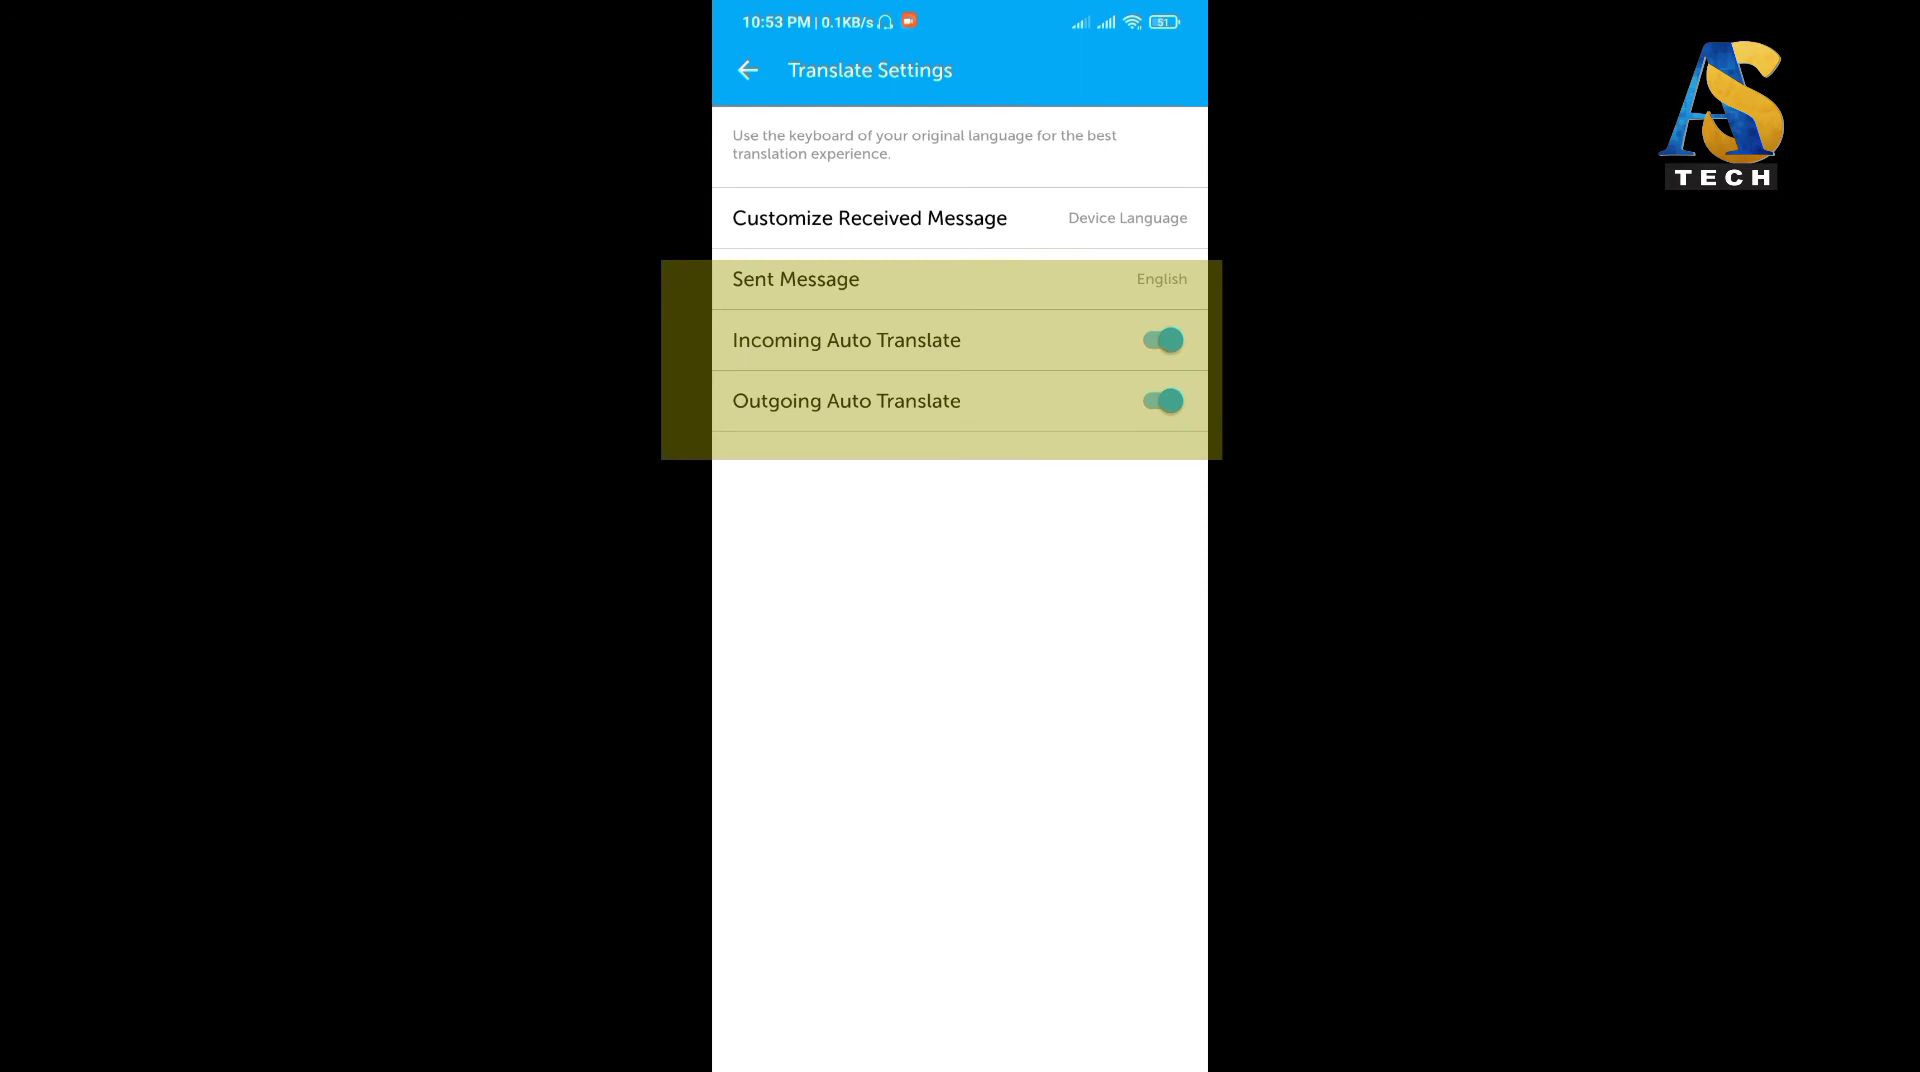 10:53 PM | 0.1KB/s
51
Translate Settings
Use the keyboard of your original language for the best
translation experience.
Customize Received Message Device Language
Sent Message English
Incoming Auto Translate
Outgoing Auto Translate
AS
TECH